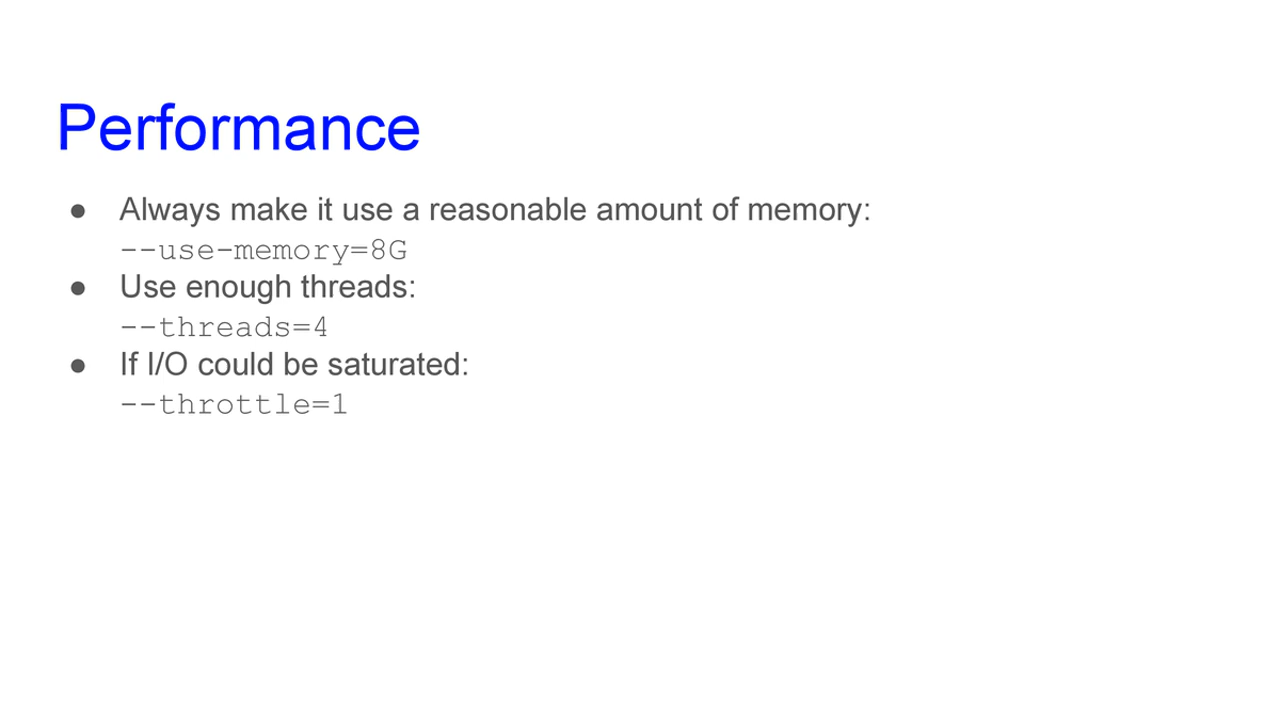 Performance
● Always make it use a reasonable amount of memory:
--use-memory=8G
● Use enough threads:
--threads=4
● If I/O could be saturated:
--throttle=1